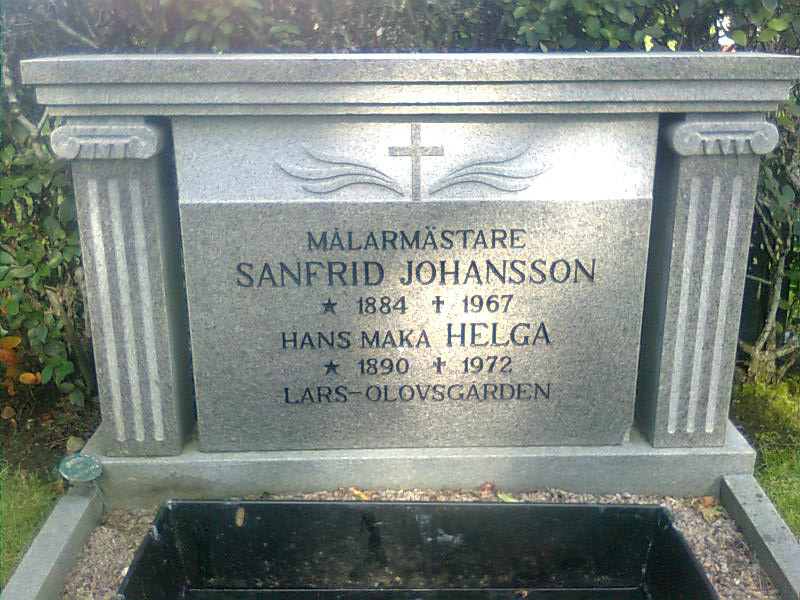 MÅLARMÄSTARE
SANFRID JOHANSSON
★ 1884 ✝ 1967
HANS MAKA HELGA
★ 1890 ✝ 1972
LARS-OLOVSGÅRDEN